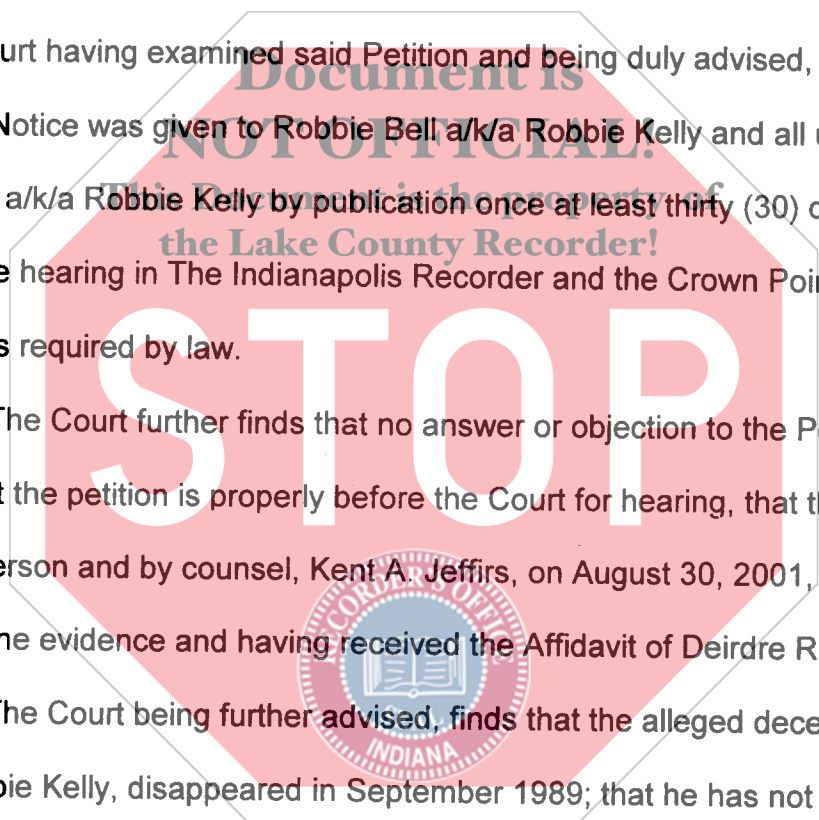 urt having examined said Petition and being duly advised,
Document is
Notice was given to Robbie Bell a/k/a Robbie Kelly and all
NOT OFFICIAL!
a/k/a Robbie Kelly by publication once at least thirty (30)
This Document is the property of
the Lake County Recorder!
hearing in The Indianapolis Recorder and the Crown Poi
s required by law.
STOP
The Court further finds that no answer or objection to the P
t the petition is properly before the Court for hearing, that th
erson and by counsel, Kent A. Jeffirs, on August 30, 2001,
RECORDER'S OFFICE
he evidence and having received the Affidavit of Deirdre R
The Court being further advised, finds that the alleged dece
INDIANA
bie Kelly, disappeared in September 1989; that he has not